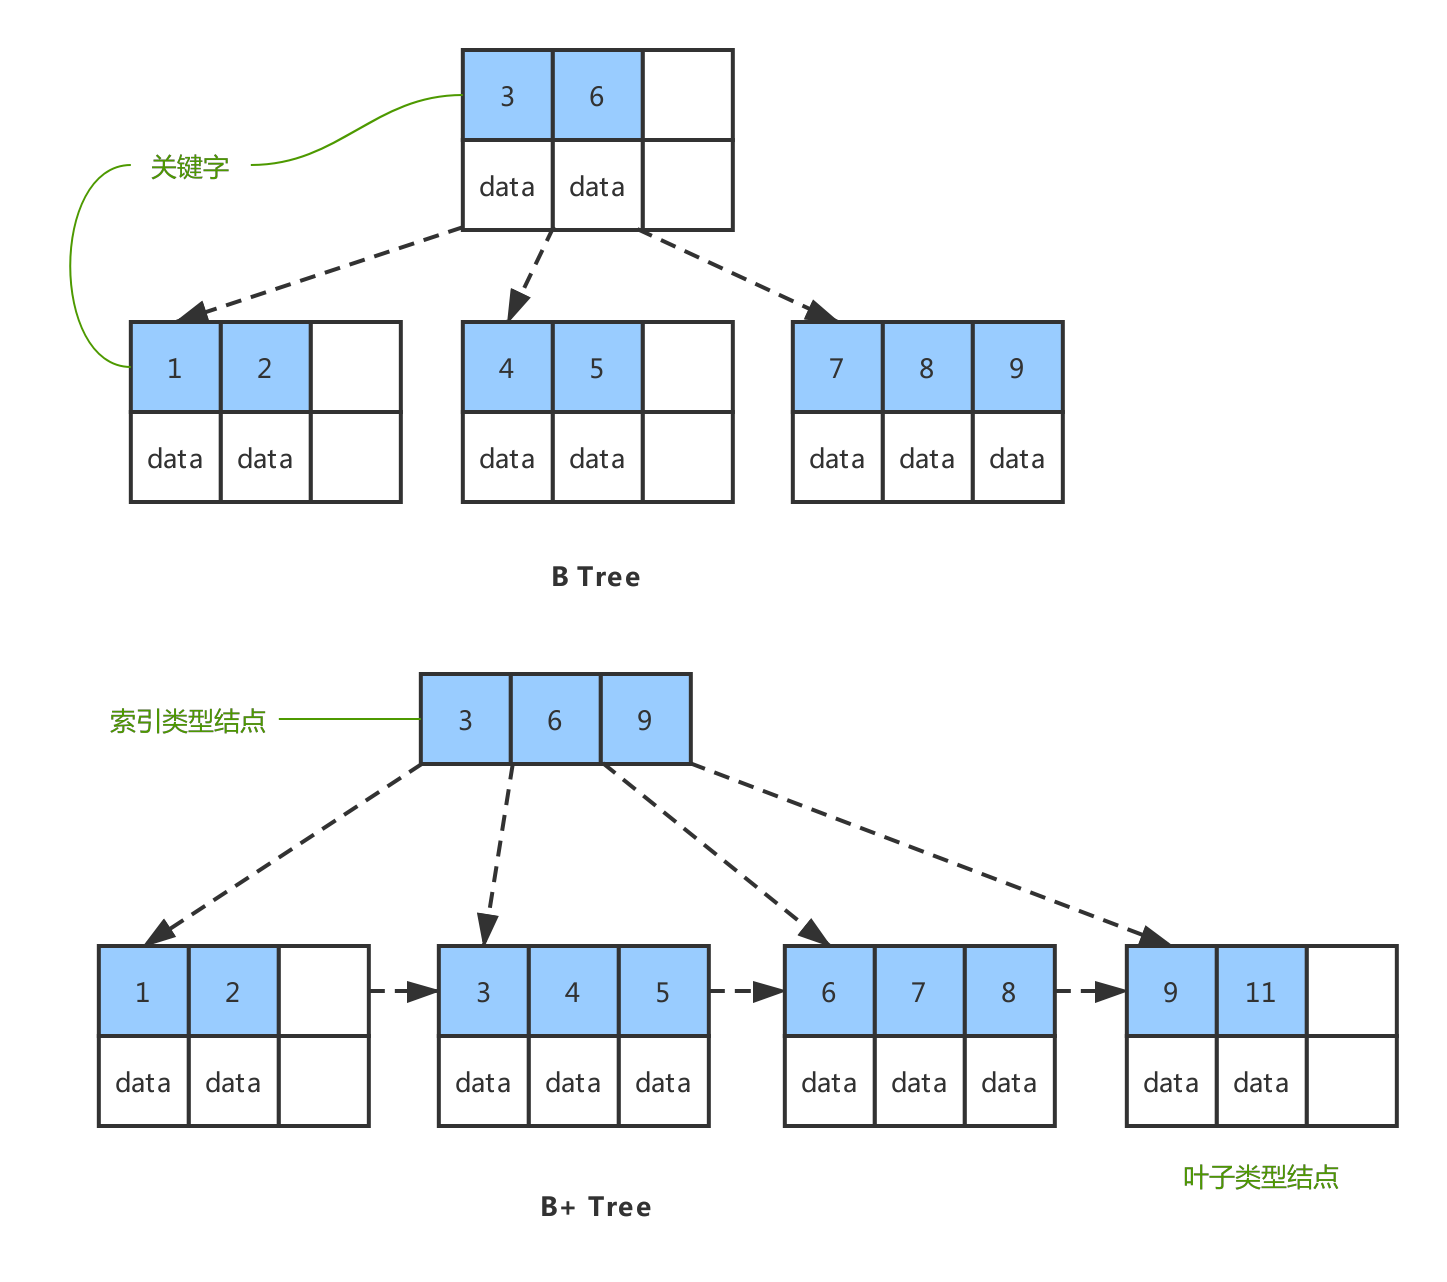 3 6
关键字
data data
1 2
4 5
7 8 9
data data
data data
data data data
B Tree
索引类型结点
3 6 9
1 2
3 4 5
6 7 8
9 11
data data
data data data
data data data
data data
叶子类型结点
B+ Tree